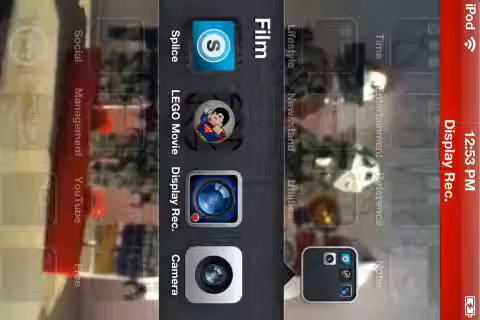 iPod 12:53 PM
Display Rec.
Time Entertainment Reference Notes
Lifestyle Newsstand Utilities
Film
S
Splice LEGO Movie Display Rec. Camera
Social Management YouTube Free